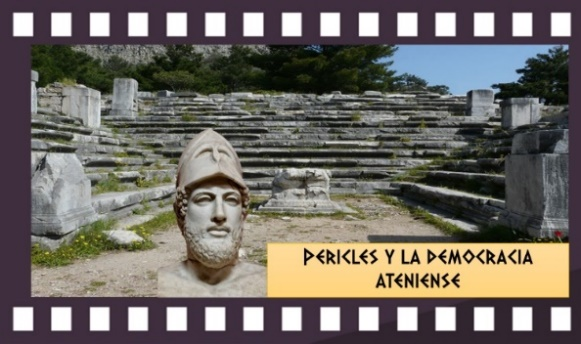 PERICLES Y LA DEMOCRACIA
ATENIENSE